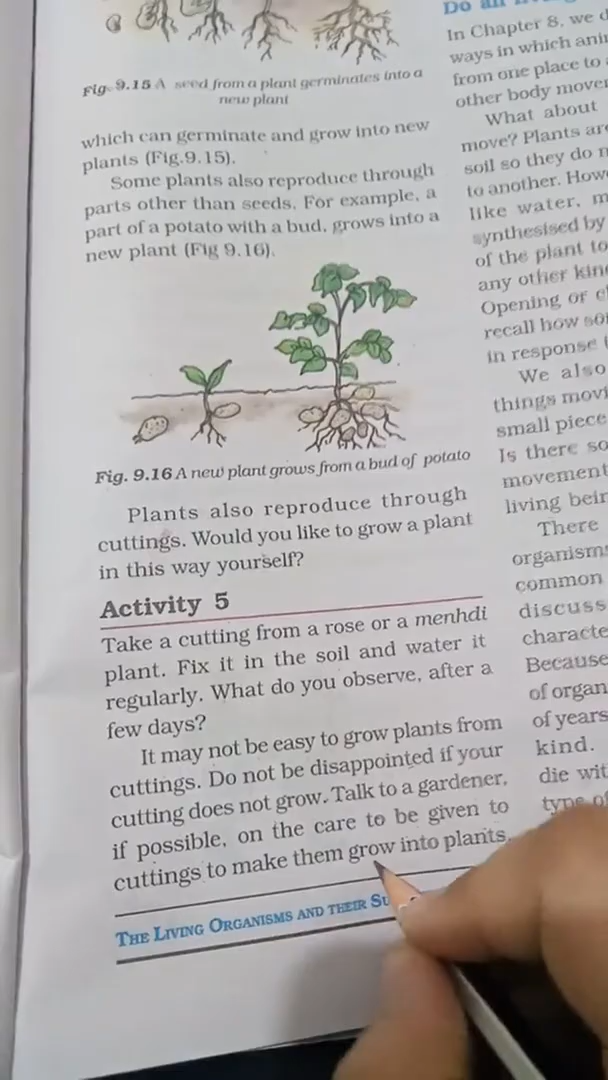 Fig. 9.15 A seed from a plant germinates into a
new plant
which can germinate and grow into new
plants (Fig.9.15).
Some plants also reproduce through
parts other than seeds. For example, a
part of a potato with a bud, grows into a
new plant (Fig 9.16).
Fig. 9.16 A new plant grows from a bud of potato
Plants also reproduce through
cuttings. Would you like to grow a plant
in this way yourself?
Activity 5
Take a cutting from a rose or a menhdi
plant. Fix it in the soil and water it
regularly. What do you observe, after a
few days?
It may not be easy to grow plants from
cuttings. Do not be disappointed if your
cutting does not grow. Talk to a gardener,
if possible, on the care to be given to
cuttings to make them grow into plants.
THE LIVING ORGANISMS AND THEIR
Do all
In Chapter 8, we
ways in which
from one place to
other body
What about
move? Plants
soil so they do
to another.
like water,
synthesised by
of the plant to
any other
Opening or
recall how
in response
We also
things
small piece
Is there
movement
living
There
common
discuss
Because
of
of years
kind.
die
type of